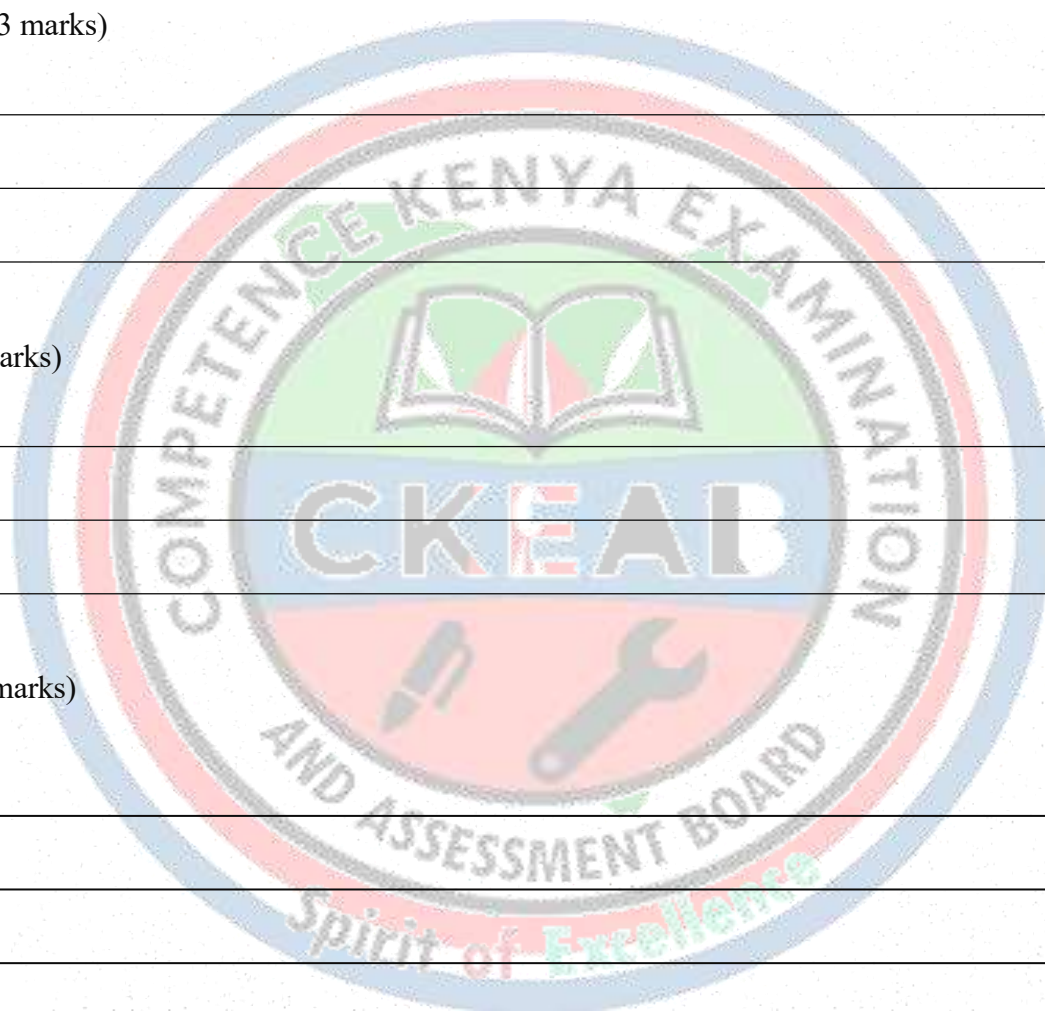 3 marks)
COMPETENCE KENYA EXAMINATION
arks)
CKEAB
marks)
AND ASSESSMENT BOARD
Spirit of Excellence